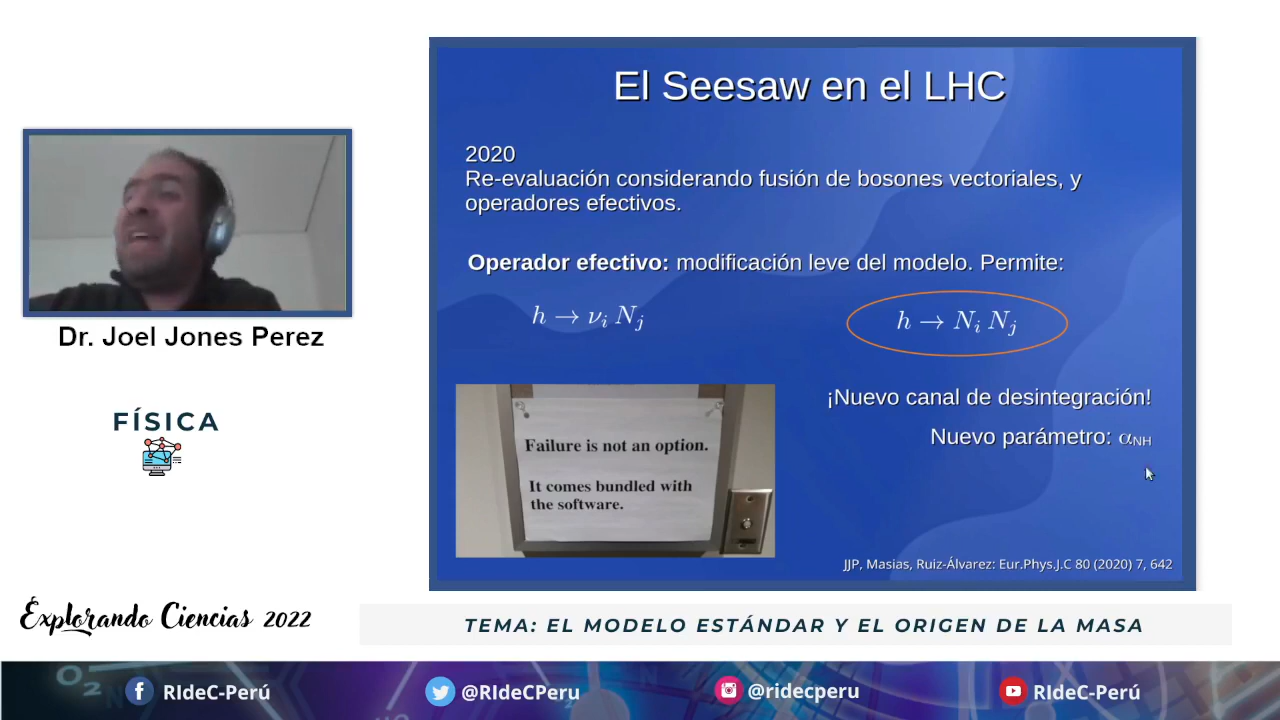 El Seesaw en el LHC
2020
Re-evaluación considerando fusión de bosones vectoriales, y
operadores efectivos.
Operador efectivo: modificación leve del modelo. Permite:
h → νᵢ Nⱼ
h → Nᵢ Nⱼ
¡Nuevo canal de desintegración!
Nuevo parámetro: αNH
Failure is not an option.
It comes bundled with
the software.
JJP, Masias, Ruiz-Álvarez: Eur.Phys.J.C 80 (2020) 7, 642
Dr. Joel Jones Perez
FÍSICA
Explorando Ciencias 2022
TEMA: EL MODELO ESTÁNDAR Y EL ORIGEN DE LA MASA
O₂
RIdeC-Perú
@RIdeCPeru
@ridecperu
RIdeC-Perú